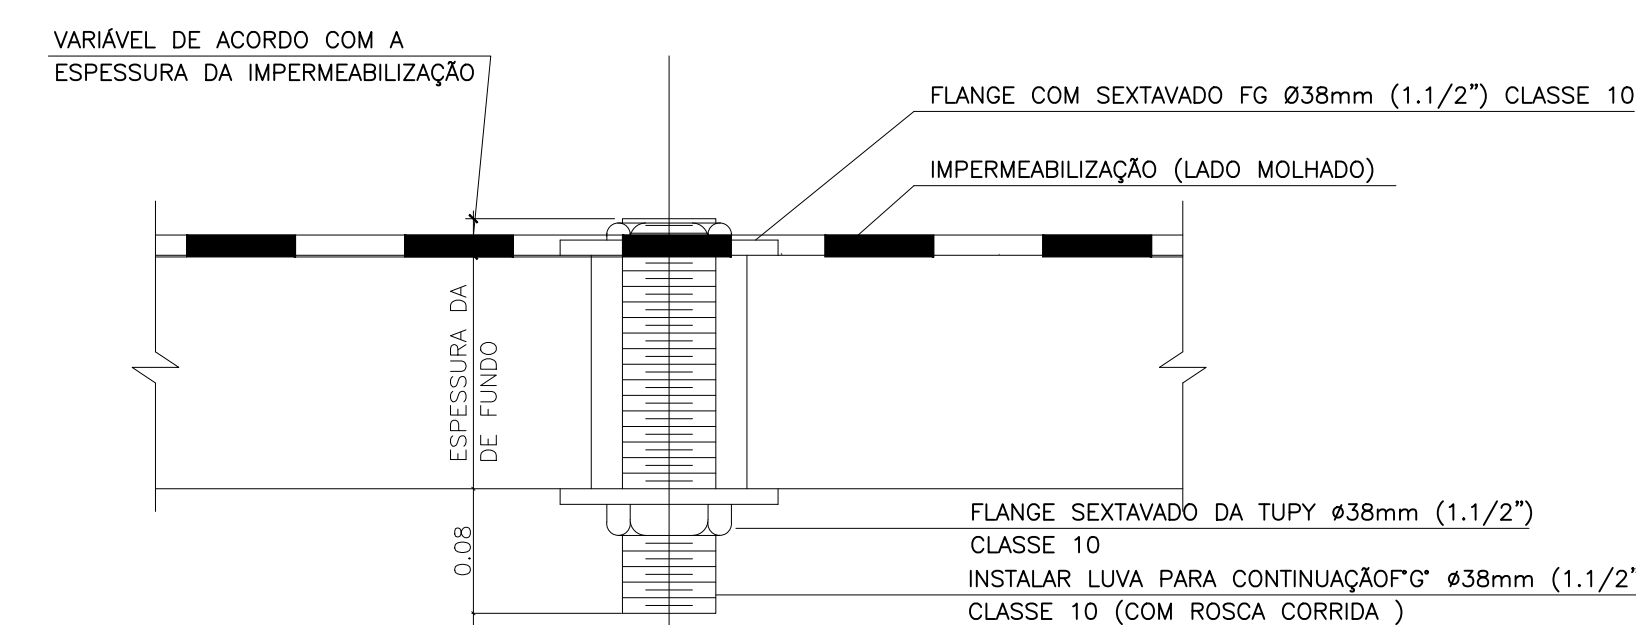 VARIÁVEL DE ACORDO COM A
ESPESSURA DA IMPERMEABILIZAÇÃO
FLANGE COM SEXTAVADO FG Ø38mm (1.1/2") CLASSE 10
IMPERMEABILIZAÇÃO (LADO MOLHADO)
ESPESSURA DA
DE FUNDO
0.08
FLANGE SEXTAVADO DA TUPY ø38mm (1.1/2")
CLASSE 10
INSTALAR LUVA PARA CONTINUAÇÃOF°G° ø38mm (1.1/2"
CLASSE 10 (COM ROSCA CORRIDA )